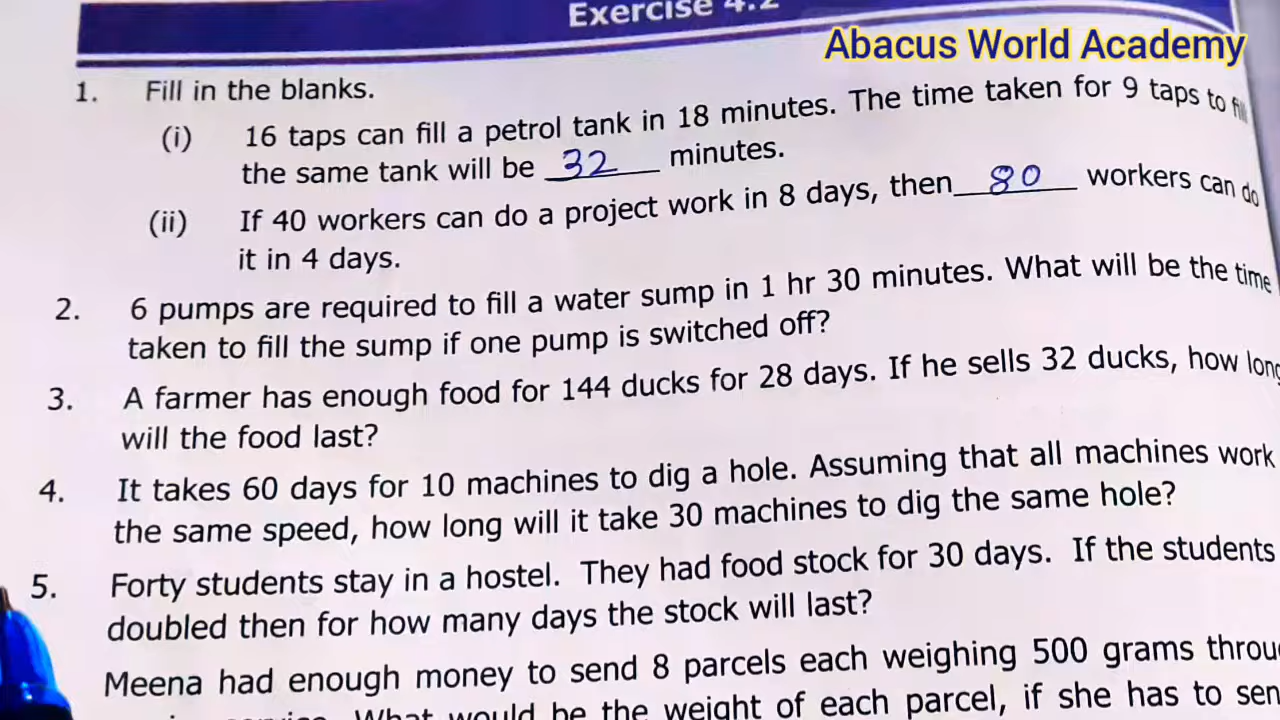 Exercise 4.2
Abacus World Academy
1. Fill in the blanks.
(i) 16 taps can fill a petrol tank in 18 minutes. The time taken for 9 taps to fill
the same tank will be 32 minutes.
(ii) If 40 workers can do a project work in 8 days, then 80 workers can do
it in 4 days.
2. 6 pumps are required to fill a water sump in 1 hr 30 minutes. What will be the time
taken to fill the sump if one pump is switched off?
3. A farmer has enough food for 144 ducks for 28 days. If he sells 32 ducks, how long
will the food last?
4. It takes 60 days for 10 machines to dig a hole. Assuming that all machines work
the same speed, how long will it take 30 machines to dig the same hole?
5. Forty students stay in a hostel. They had food stock for 30 days. If the students
doubled then for how many days the stock will last?
Meena had enough money to send 8 parcels each weighing 500 grams throu
What would be the weight of each parcel, if she has to sen